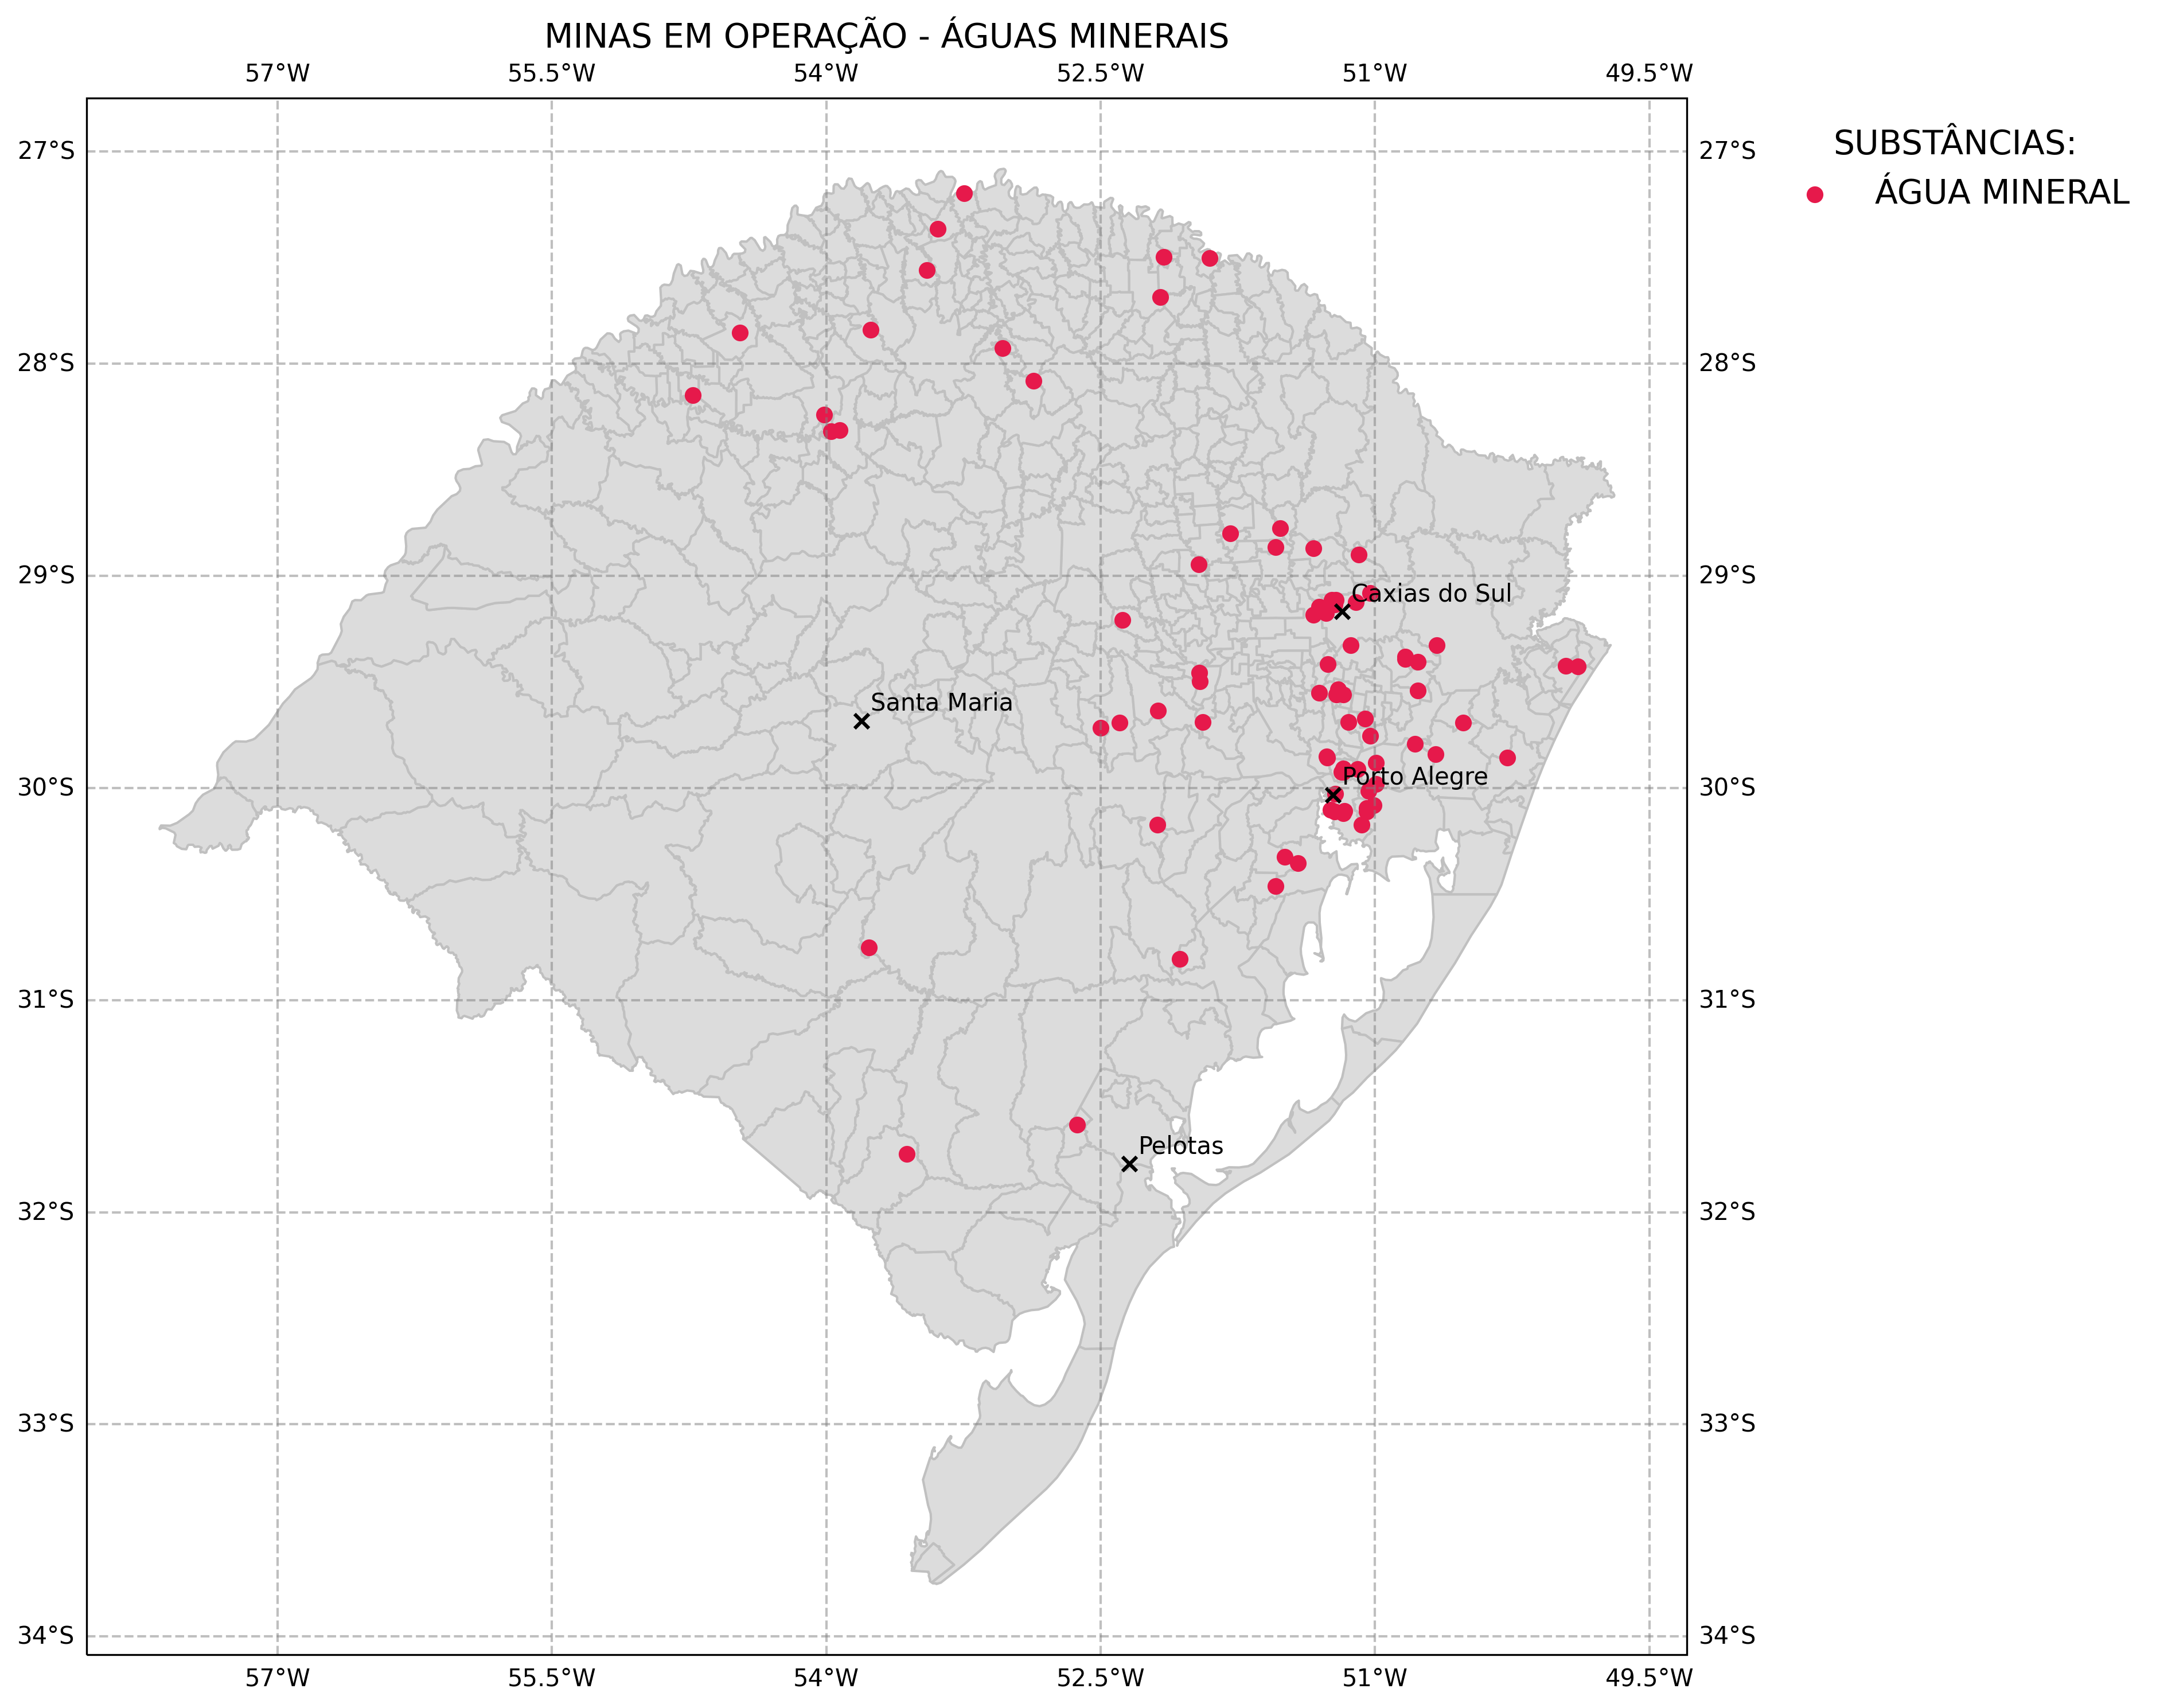 MINAS EM OPERAÇÃO - ÁGUAS MINERAIS
57°W 55.5°W 54°W 52.5°W 51°W 49.5°W
SUBSTÂNCIAS:
ÁGUA MINERAL
27°S 27°S
28°S 28°S
29°S 29°S
Caxias do Sul
Santa Maria
Porto Alegre
30°S 30°S
31°S 31°S
Pelotas
32°S 32°S
33°S 33°S
34°S 34°S
57°W 55.5°W 54°W 52.5°W 51°W 49.5°W